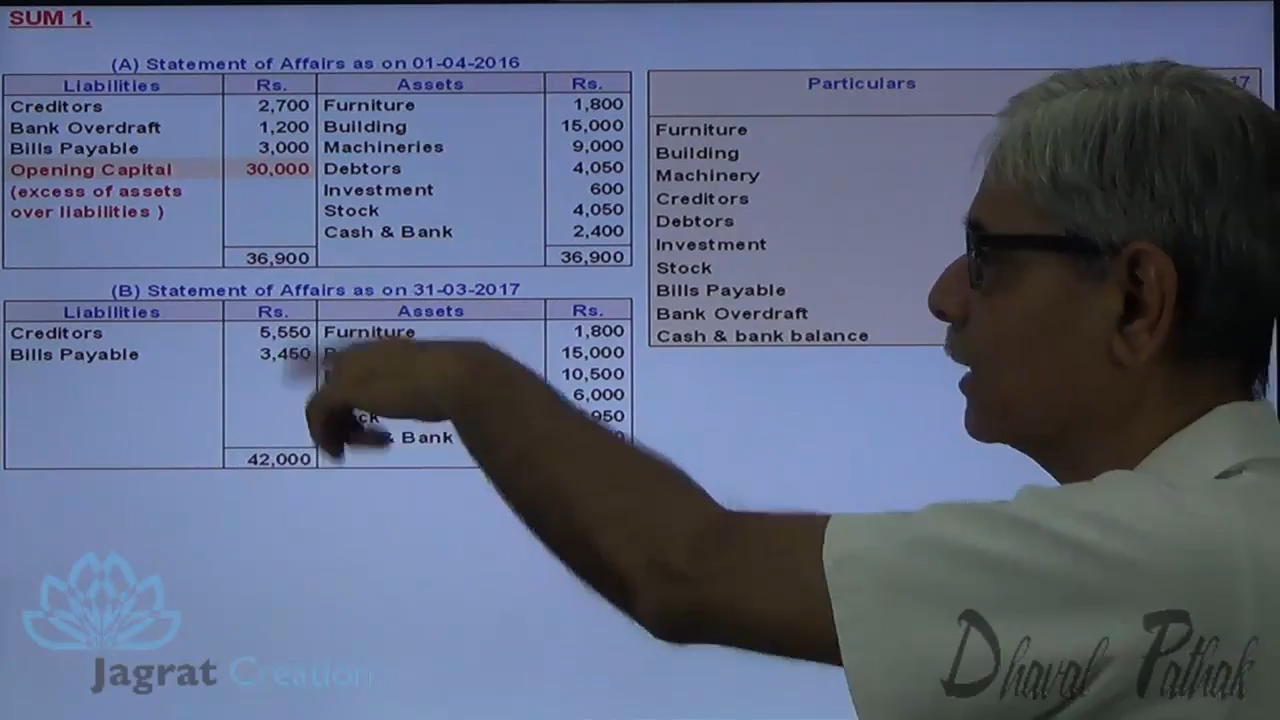 SUM 1.
(A) Statement of Affairs as on 01-04-2016
Liabilities Rs. Assets Rs.
Creditors 2,700 Furniture 1,800
Bank Overdraft 1,200 Building 15,000
Bills Payable 3,000 Machineries 9,000
Opening Capital 30,000 Debtors 4,050
(excess of assets Investment 600
over liabilities ) Stock 4,050
Cash & Bank 2,400
36,900 36,900
(B) Statement of Affairs as on 31-03-2017
Liabilities Rs. Assets Rs.
Creditors 5,550 Furniture 1,800
Bills Payable 3,450 15,000
10,500
6,000
& Bank
42,000
Particulars 17
Furniture
Building
Machinery
Creditors
Debtors
Investment
Stock
Bills Payable
Bank Overdraft
Cash & bank balance
Jagrat Creation
Dhaval Pathak